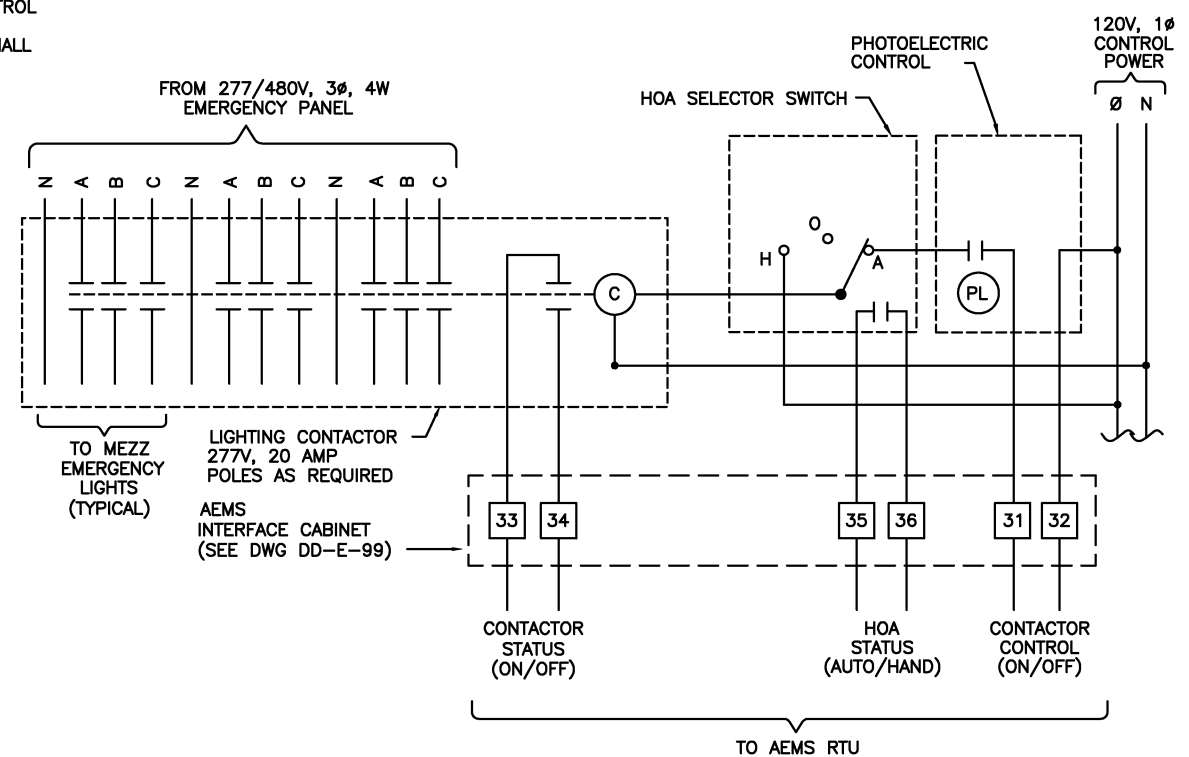 TROL
HALL
120V, 1ø
CONTROL
POWER
Ø N
PHOTOELECTRIC
CONTROL
HOA SELECTOR SWITCH
FROM 277/480V, 3ø, 4W
EMERGENCY PANEL
N A B C N A B C N A B C
H O A
C
PL
TO MEZZ
EMERGENCY
LIGHTS
(TYPICAL)
LIGHTING CONTACTOR
277V, 20 AMP
POLES AS REQUIRED
AEMS
INTERFACE CABINET
(SEE DWG DD-E-99)
33 34 35 36 31 32
CONTACTOR
STATUS
(ON/OFF)
HOA
STATUS
(AUTO/HAND)
CONTACTOR
CONTROL
(ON/OFF)
TO AEMS RTU